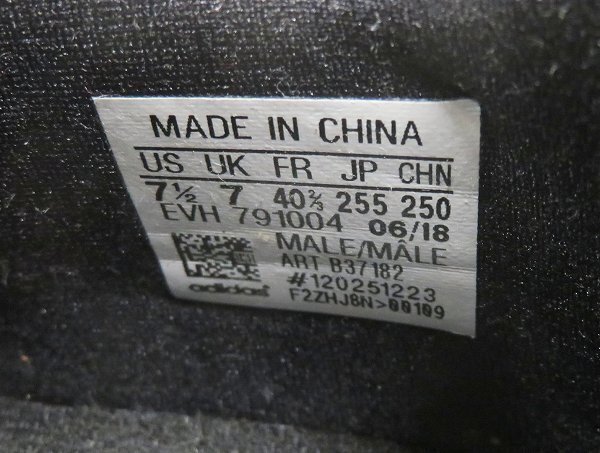 MADE IN CHINA
US UK FR JP CHN
7½ 7 40⅔ 255 250
EVH 791004 06/18
MALE/MÂLE
ART B37182
#120251223
adidas F2ZHJ8N>00109